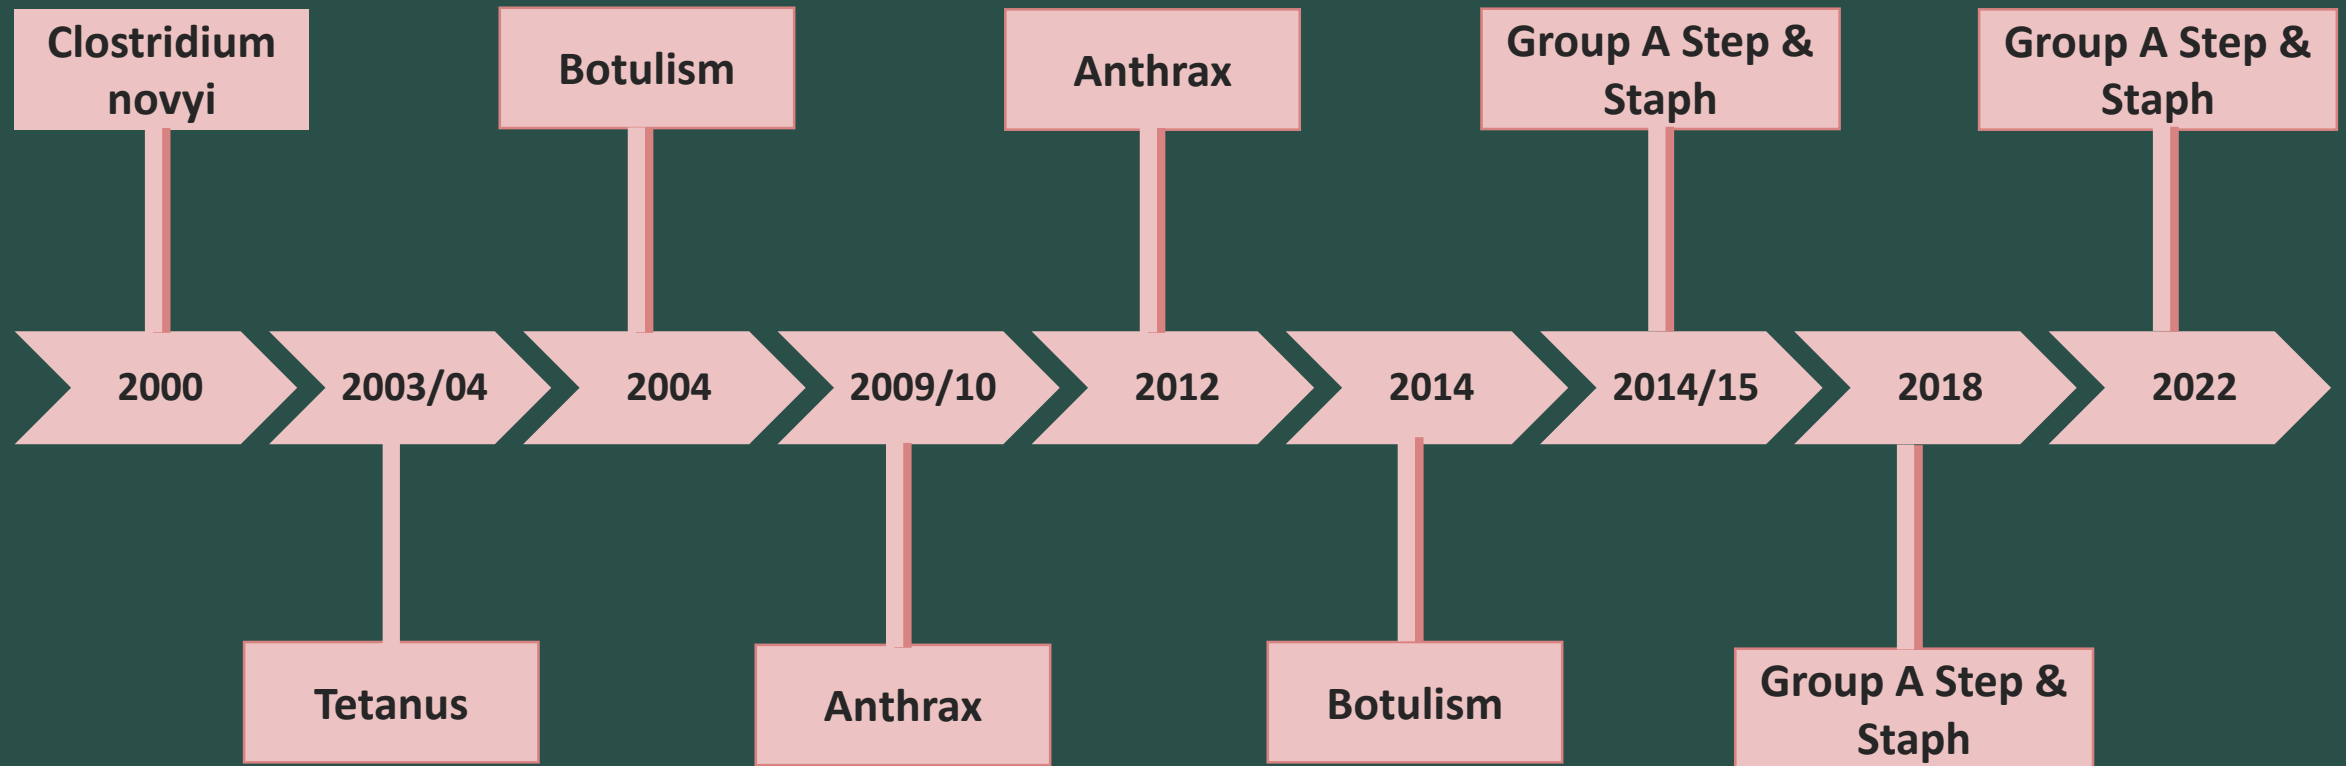 Clostridium
novyi
Botulism
Anthrax
Group A Step &
Staph
Group A Step &
Staph
2000
2003/04
2004
2009/10
2012
2014
2014/15
2018
2022
Tetanus
Anthrax
Botulism
Group A Step &
Staph